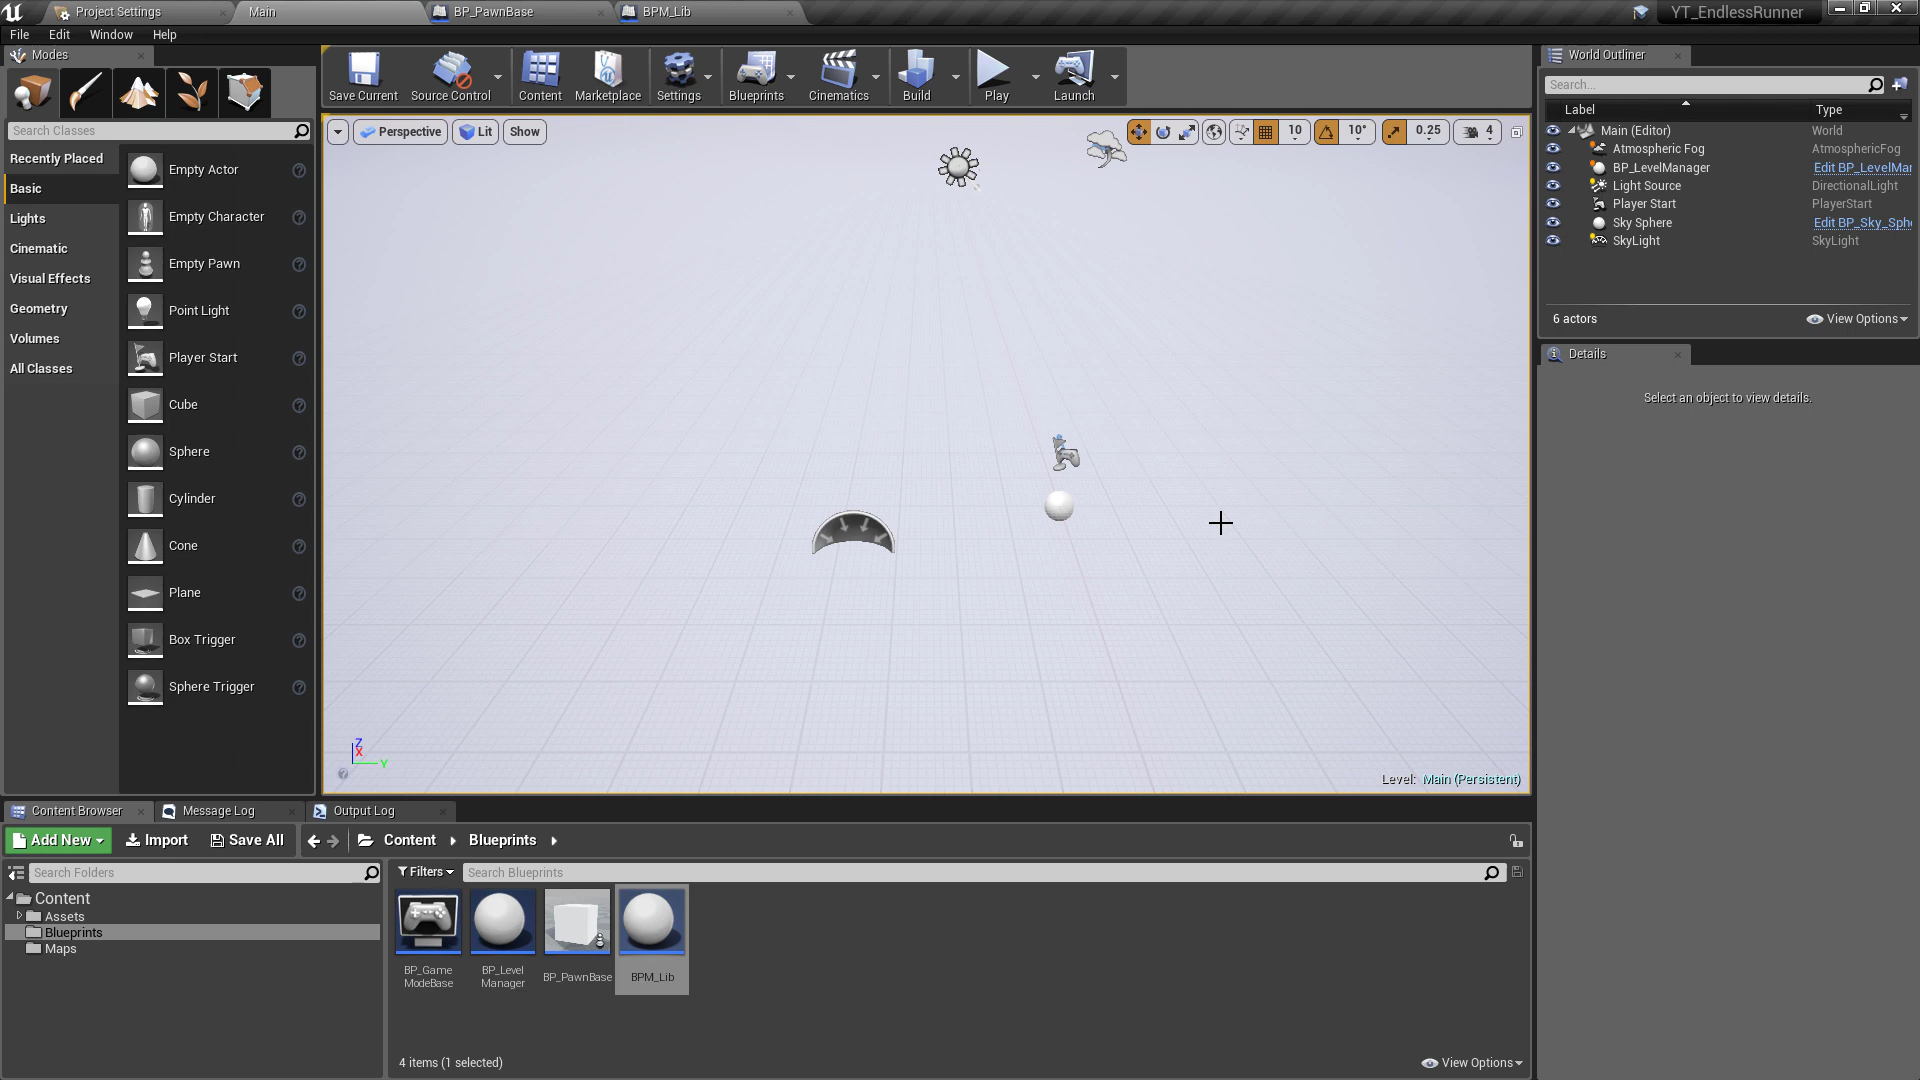 Project Settings
Main
BP_PawnBase
BPM_Lib
YT_EndlessRunner
File Edit Window Help
Modes
Save Current
Source Control
Content
Marketplace
Settings
Blueprints
Cinematics
Build
Play
Launch
Search Classes
Recently Placed
Basic
Lights
Cinematic
Visual Effects
Geometry
Volumes
All Classes
Empty Actor
Empty Character
Empty Pawn
Point Light
Player Start
Cube
Sphere
Cylinder
Cone
Plane
Box Trigger
Sphere Trigger
Perspective
Lit
Show
10
10°
0.25
4
Z
X
Y
Level: Main (Persistent)
World Outliner
Search...
Label Type
Main (Editor) World
Atmospheric Fog AtmosphericFog
BP_LevelManager Edit BP_LevelMar
Light Source DirectionalLight
Player Start PlayerStart
Sky Sphere Edit BP_Sky_Sph
SkyLight SkyLight
6 actors
View Options
Details
Select an object to view details.
Content Browser
Message Log
Output Log
Add New
Import
Save All
Content
Blueprints
Search Folders
Content
Assets
Blueprints
Maps
Filters
Search Blueprints
BP_Game
ModeBase
BP_Level
Manager
BP_PawnBase
BPM_Lib
4 items (1 selected)
View Options